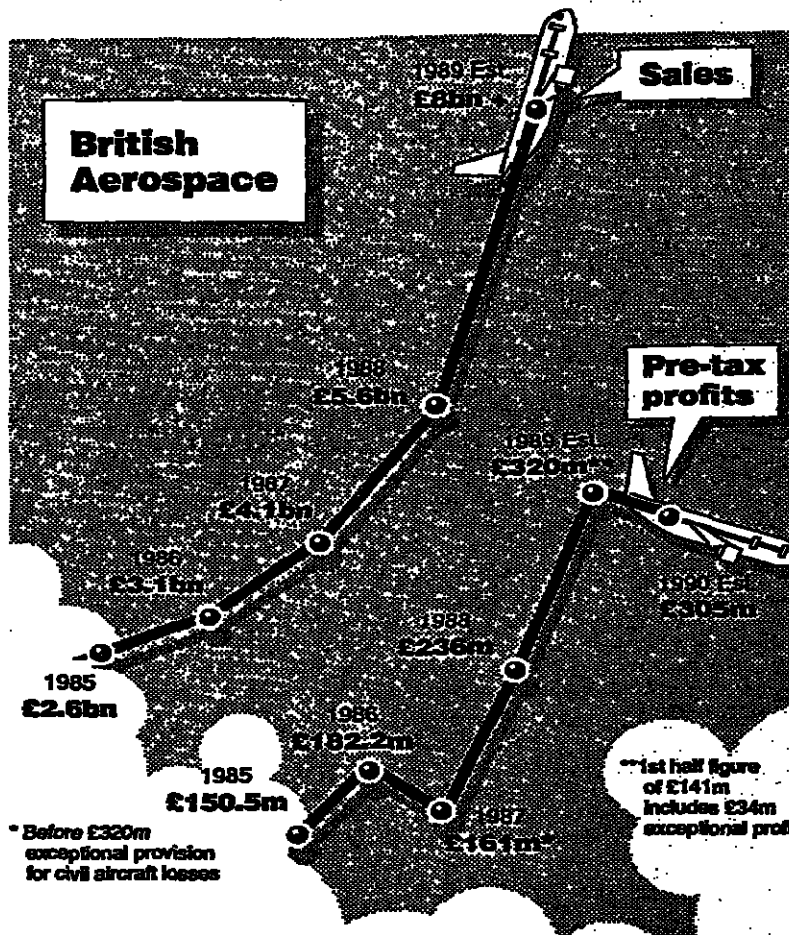 British
Aerospace
1989 Est.
£8bn +
Sales
1988
£5.6bn
1987
£4.1bn
1986
£3.1bn
1985
£2.6bn
Pre-tax
profits
1989 Est.
£320m**
1990 Est.
£305m
1988
£236m
1986
£182.2m
1985
£150.5m
1987
£161m*
* Before £320m
exceptional provision
for civil aircraft losses
**1st half figure
of £141m
includes £34m
exceptional profi